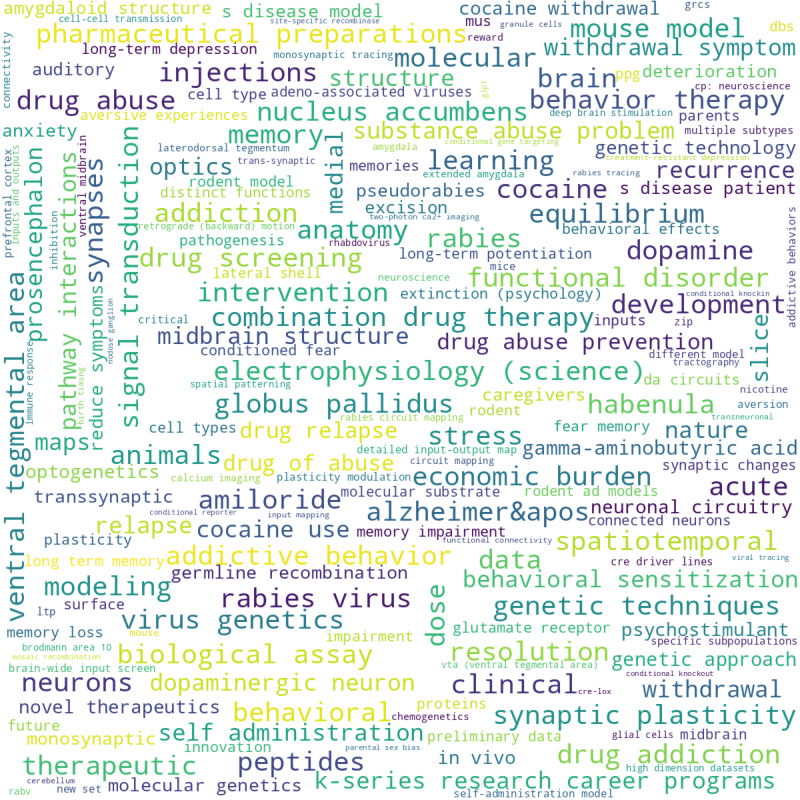 amygdaloid structure
s disease model
cocaine withdrawal
grcs
cell-cell transmission
site-specific recombinase
mus
granule cells
dbs
pharmaceutical preparations
reward
mouse model
connectivity
long-term depression
monosynaptic tracing
molecular
withdrawal symptom
auditory
injections
structure
brain
ppg
deterioration
cp: neuroscience
drug abuse
cell type
adeno-associated viruses
glp1
behavior therapy
aversive experiences
nucleus accumbens
deep brain stimulation
parents
anxiety
memory
substance abuse problem
multiple subtypes
conditional gene targeting
laterodorsal tegmentum
amygdala
genetic technology
prefrontal cortex
inputs and outputs
prosencephalon
pathway interactions
ventral midbrain
inhibition
synapses
signal transduction
optics
trans-synaptic
medial
memories
learning
treatment-resistant depression
rodent model
extended amygdala
rabies tracing
recurrence
distinct functions
pseudorabies
cocaine
s disease patient
addiction
excision
equilibrium
two-photon ca2+ imaging
retrograde (backward) motion
anatomy
rabies
behavioral effects
pathogenesis
rhabdovirus
long-term potentiation
dopamine
addictive behaviors
drug screening
mice
lateral shell
neuroscience
functional disorder
intervention
extinction (psychology)
development
conditional knockin
ventral tegmental area
immune response
birth timing
reduce symptoms
nodose ganglion
critical
combination drug therapy
inputs
zip
slice
midbrain structure
drug abuse prevention
conditioned fear
different model
tractography
electrophysiology (science)
da circuits
spatial patterning
nicotine
globus pallidus
caregivers
habenula
aversion
rodent
rabies circuit mapping
transneuronal
cell types
drug relapse
stress
fear memory
nature
maps
animals
detailed input-output map
gamma-aminobutyric acid
drug of abuse
circuit mapping
synaptic changes
optogenetics
calcium imaging
plasticity modulation
economic burden
rodent ad models
acute
transsynaptic
amiloride
molecular substrate
neuronal circuitry
conditional reporter
input mapping
alzheimer&apos
connected neurons
relapse
cocaine use
memory impairment
spatiotemporal
plasticity
functional connectivity
long term memory
addictive behavior
data
cre driver lines
viral tracing
modeling
germline recombination
behavioral sensitization
ltp
surface
rabies virus
dose
genetic techniques
virus genetics
glutamate receptor
psychostimulant
memory loss
mouse
impairment
specific subpopulations
brodmann area 10
biological assay
resolution
genetic approach
mosaic recombination
brain-wide input screen
vta (ventral tegmental area)
conditional knockout
neurons
dopaminergic neuron
clinical
cre-lox
withdrawal
novel therapeutics
behavioral
proteins
chemogenetics
synaptic plasticity
future
self administration
preliminary data
glial cells
midbrain
monosynaptic
innovation
parental sex bias
in vivo
drug addiction
therapeutic
peptides
high dimension datasets
cerebellum
k-series research career programs
rabv
new set
molecular genetics
self-administration model